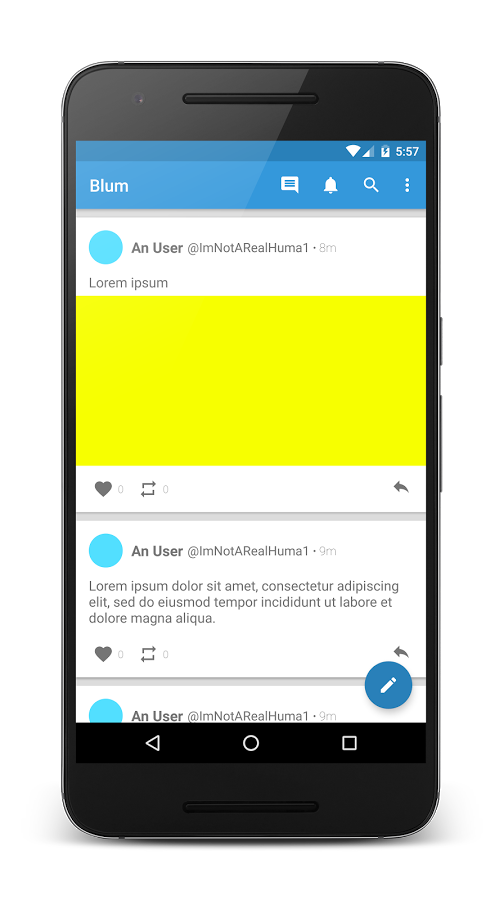 5:57
Blum
An User @ImNotARealHuma1 • 8m
Lorem ipsum
0 0
An User @ImNotARealHuma1 • 9m
Lorem ipsum dolor sit amet, consectetur adipiscing
elit, sed do eiusmod tempor incididunt ut labore et
dolore magna aliqua.
0 0
An User @ImNotARealHuma1 • 9m